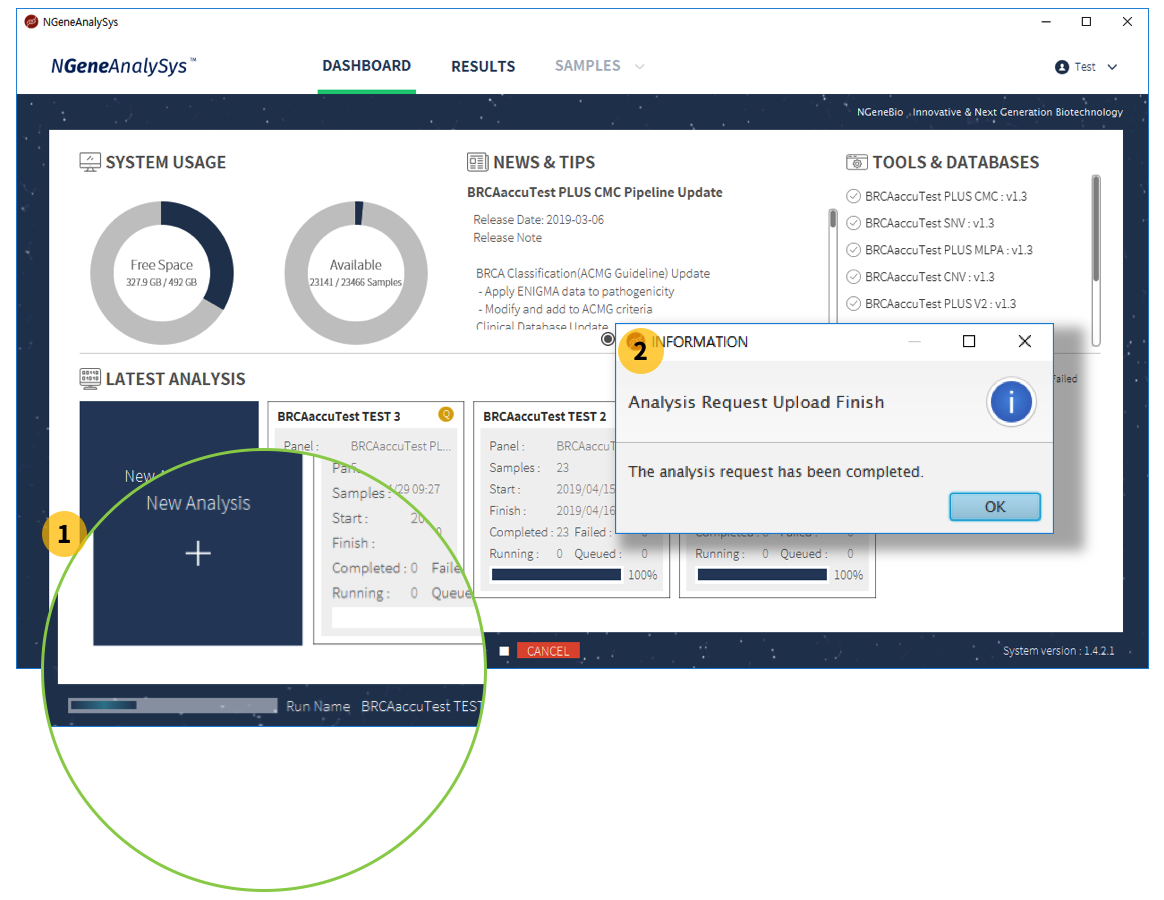 NGeneAnalySys
NGeneAnalySys™
DASHBOARD
RESULTS
SAMPLES
Test
NGeneBio , Innovative & Next Generation Biotechnology
SYSTEM USAGE
Free Space
327.9 GB / 492 GB
Available
23141 / 23466 Samples
NEWS & TIPS
BRCAaccuTest PLUS CMC Pipeline Update
Release Date: 2019-03-06
Release Note
BRCA Classification(ACMG Guideline) Update
- Apply ENIGMA data to pathogenicity
- Modify and add to ACMG criteria
Clinical Database Update
TOOLS & DATABASES
BRCAaccuTest PLUS CMC : v1.3
BRCAaccuTest SNV : v1.3
BRCAaccuTest PLUS MLPA : v1.3
BRCAaccuTest CNV : v1.3
BRCAaccuTest PLUS V2 : v1.3
LATEST ANALYSIS
Failed
New
New Analysis
1
BRCAaccuTest TEST 3
Q
Panel : BRCAaccuTest PL...
Samples : /29 09:27
Start : 20
Finish :
Completed : 0 Faile
Running : 0 Queue
BRCAaccuTest TEST 2
Panel : BRCAaccuT
Samples : 23
Start : 2019/04/15
Finish : 2019/04/16
Completed : 23 Failed : 0
Running : 0 Queued : 0
100%
Completed : Failed : 0
Running : 0 Queued : 0
100%
2
INFORMATION
Analysis Request Upload Finish
i
The analysis request has been completed.
OK
Run Name BRCAaccuTest TEST
CANCEL
System version : 1.4.2.1